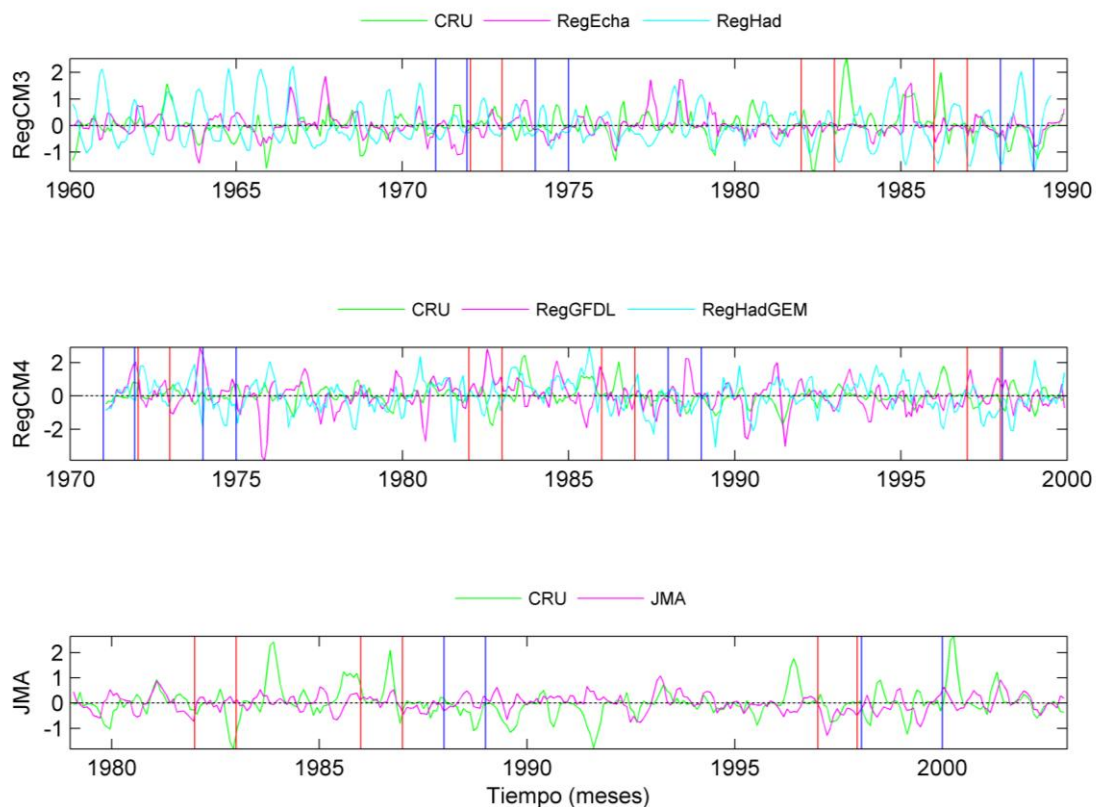 CRU RegEcha RegHad
RegCM3
2
1
0
-1
1960 1965 1970 1975 1980 1985 1990
CRU RegGFDL RegHadGEM
RegCM4
2
0
-2
1970 1975 1980 1985 1990 1995 2000
CRU JMA
JMA
2
1
0
-1
1980 1985 1990 1995 2000
Tiempo (meses)